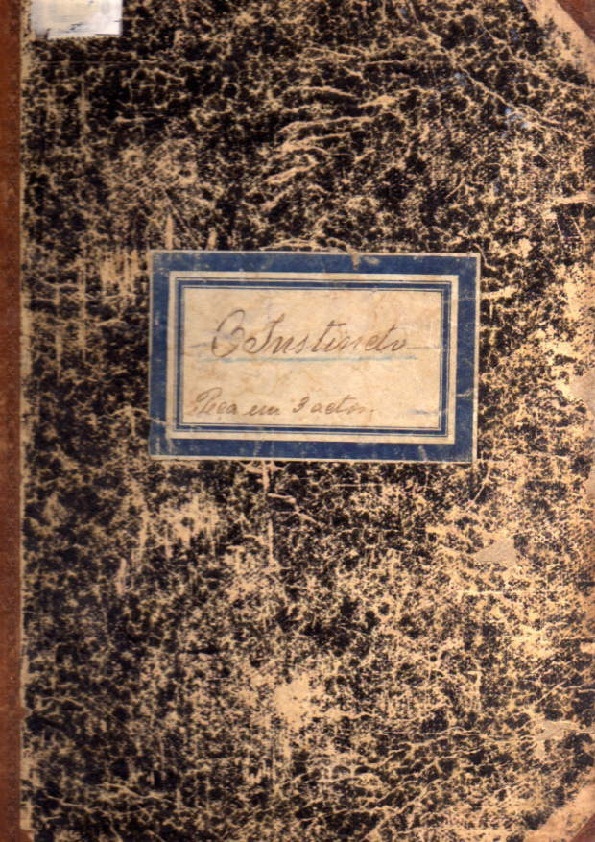 O Instincto
Peça em 3 actos.